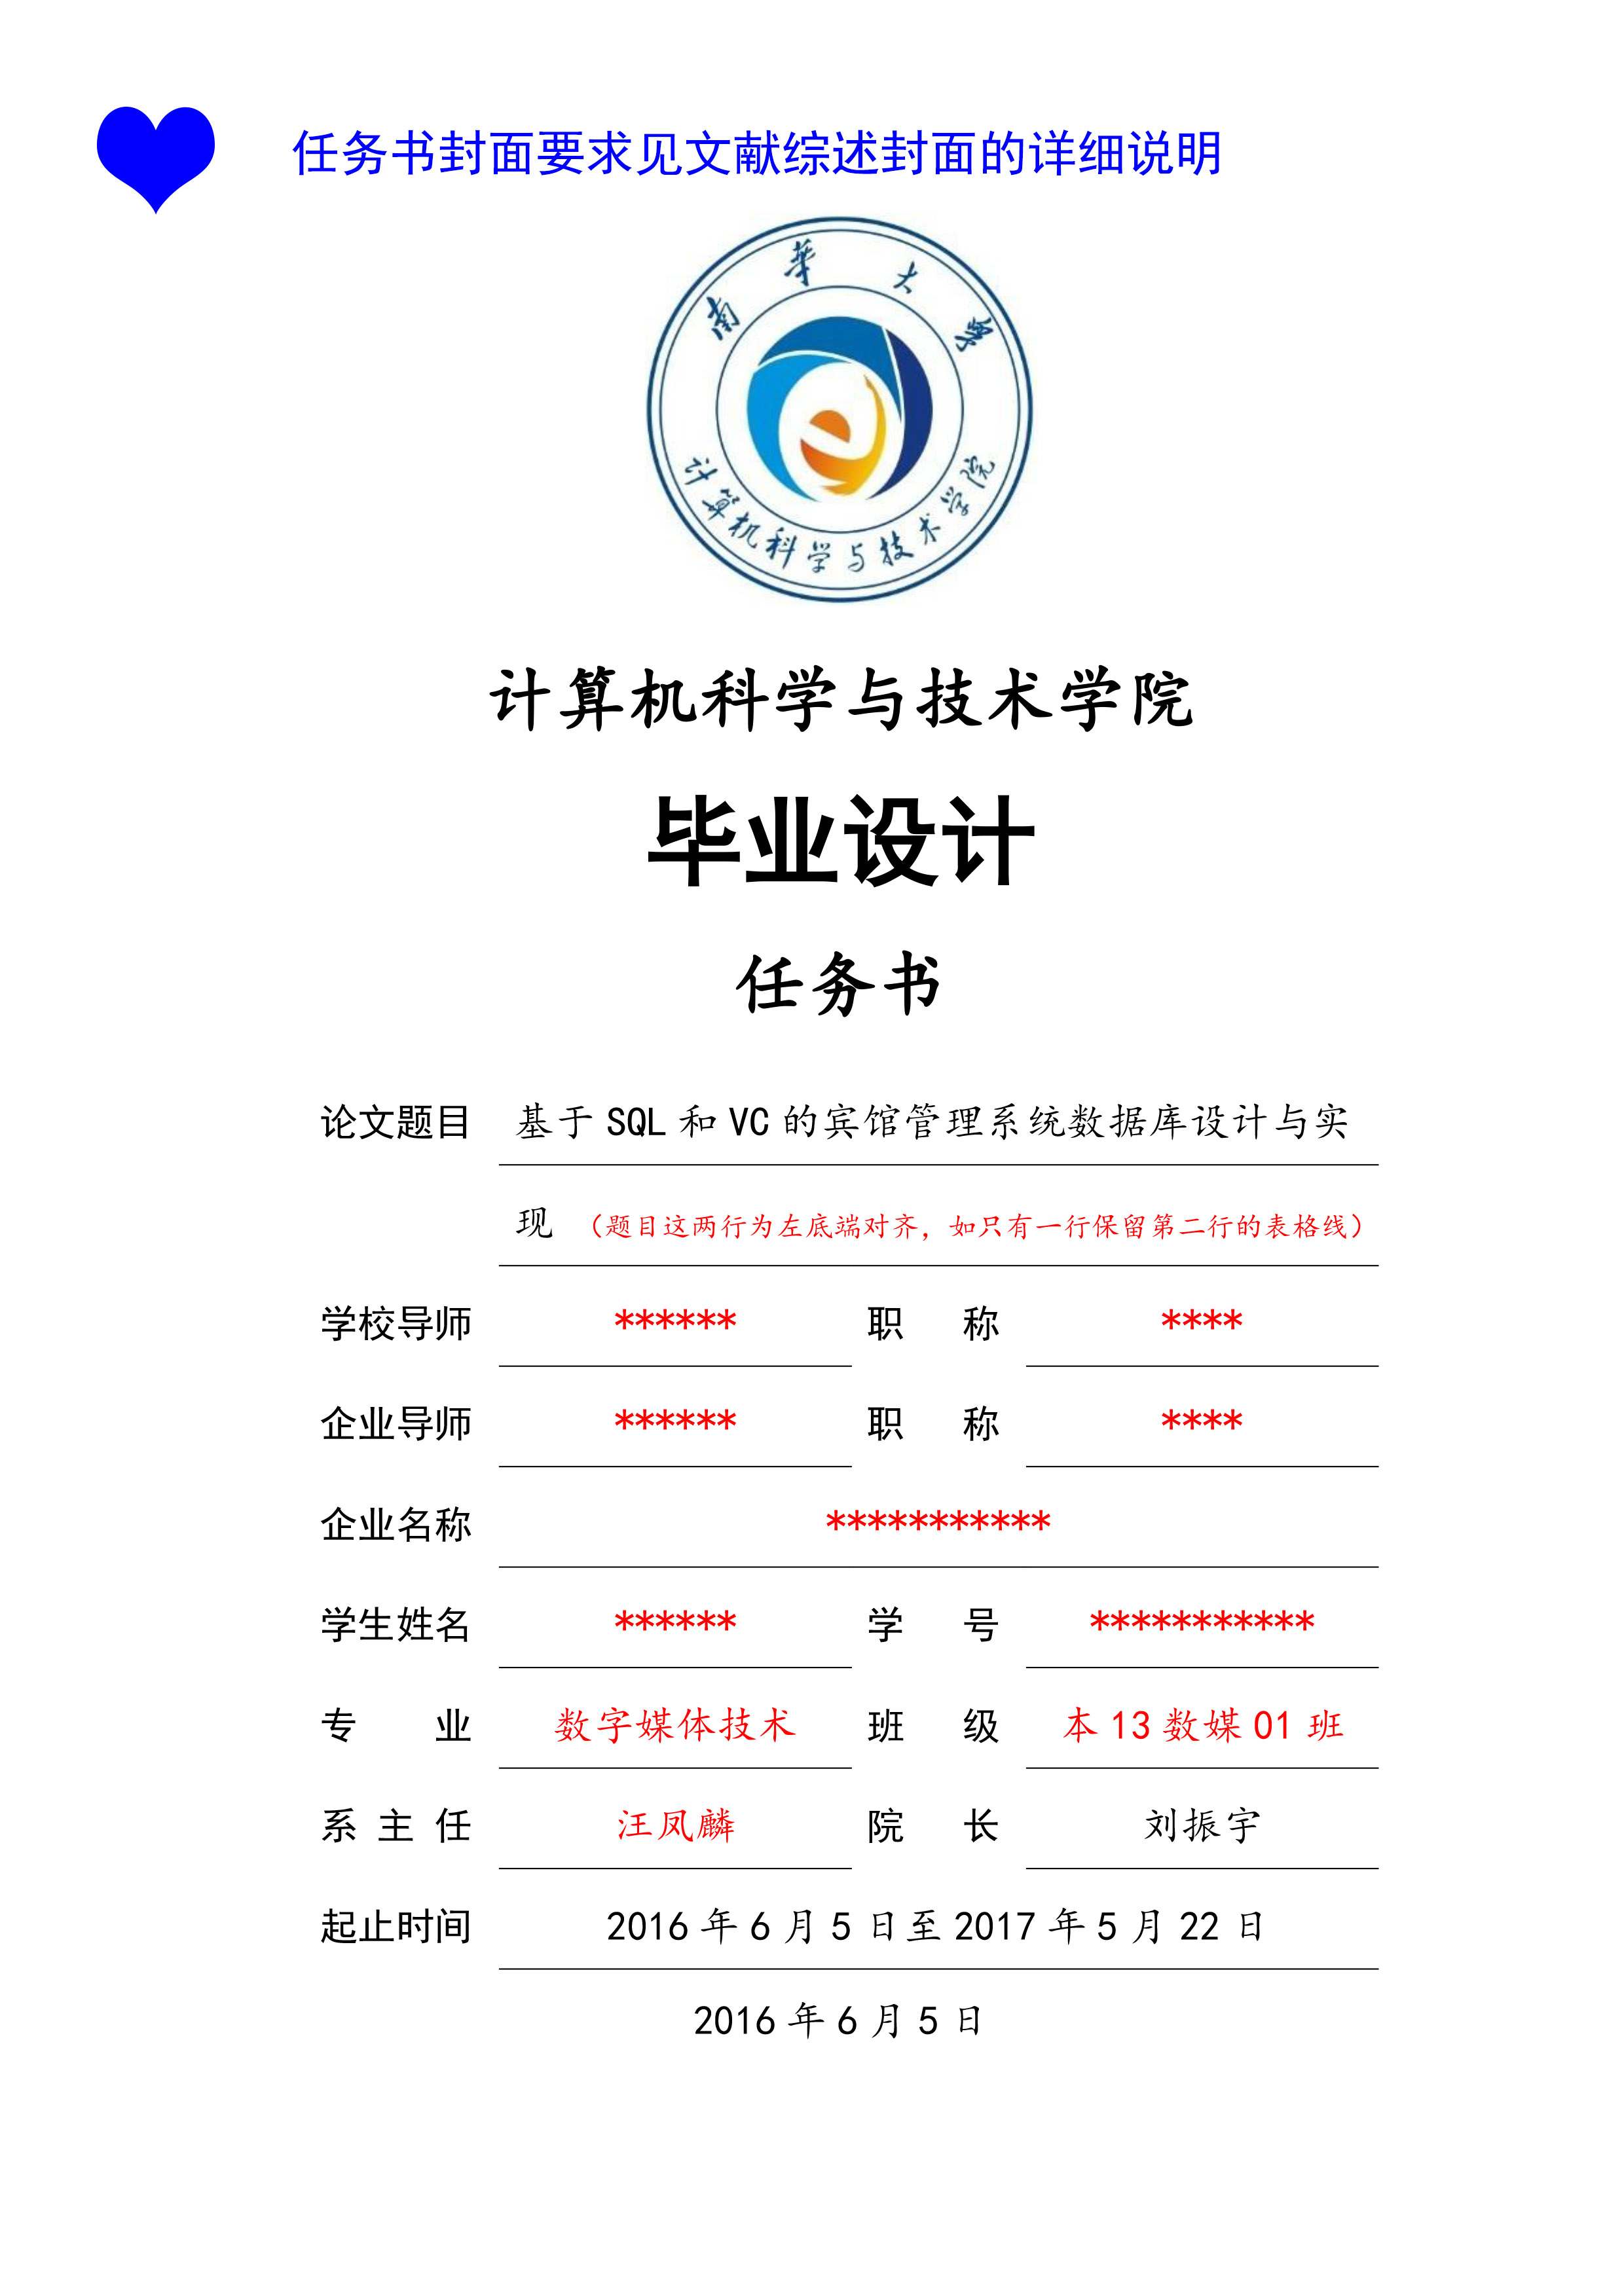 任务书封面要求见文献综述封面的详细说明
南华大学
计算机科学与技术学院
计算机科学与技术学院
毕业设计
任务书
论文题目 基于 SQL 和 VC 的宾馆管理系统数据库设计与实
现 （题目这两行为左底端对齐，如只有一行保留第二行的表格线）
学校导师 ****** 职 称 ****
企业导师 ****** 职 称 ****
企业名称 ***********
学生姓名 ****** 学 号 ***********
专 业 数字媒体技术 班 级 本 13 数媒 01 班
系 主 任 汪凤麟 院 长 刘振宇
起止时间 2016 年 6 月 5 日至 2017 年 5 月 22 日
2016 年 6 月 5 日